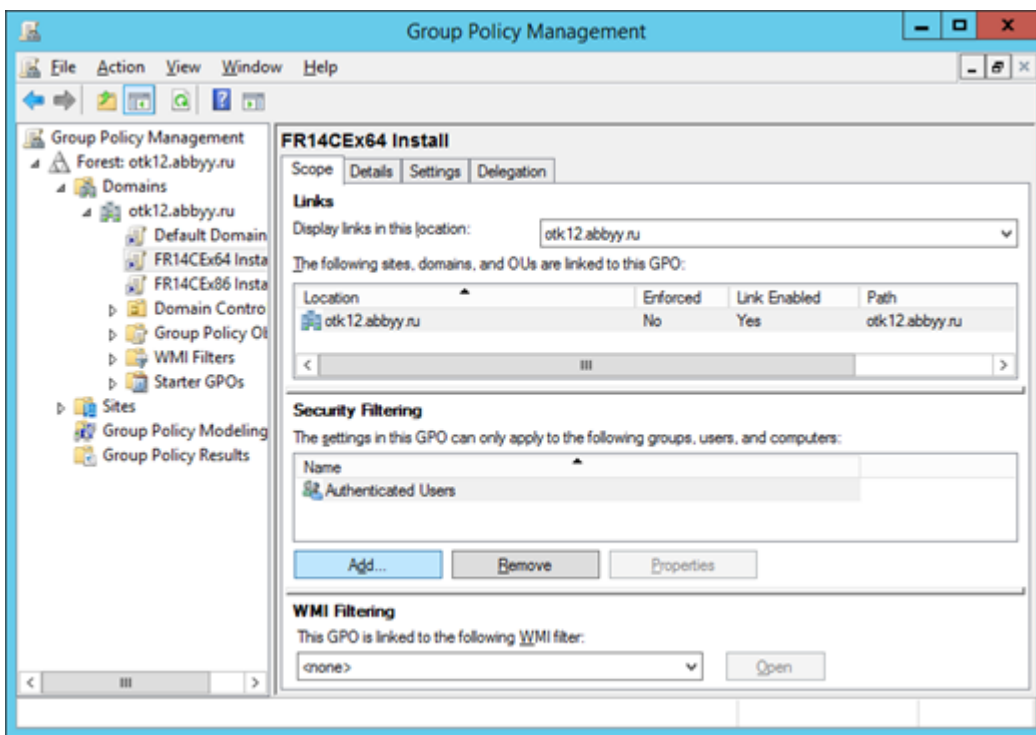 Group Policy Management
File Action View Window Help
Group Policy Management
Forest: otk12.abbyy.ru
Domains
otk12.abbyy.ru
Default Domain
FR14CEx64 Insta
FR14CEx86 Insta
Domain Contro
Group Policy Ob
WMI Filters
Starter GPOs
Sites
Group Policy Modeling
Group Policy Results
FR14CEx64 Install
Scope Details Settings Delegation
Links
Display links in this location: otk12.abbyy.ru
The following sites, domains, and OUs are linked to this GPO:
Location Enforced Link Enabled Path
otk12.abbyy.ru No Yes otk12.abbyy.ru
Security Filtering
The settings in this GPO can only apply to the following groups, users, and computers:
Name
Authenticated Users
Add... Remove Properties
WMI Filtering
This GPO is linked to the following WMI filter:
<none> Open